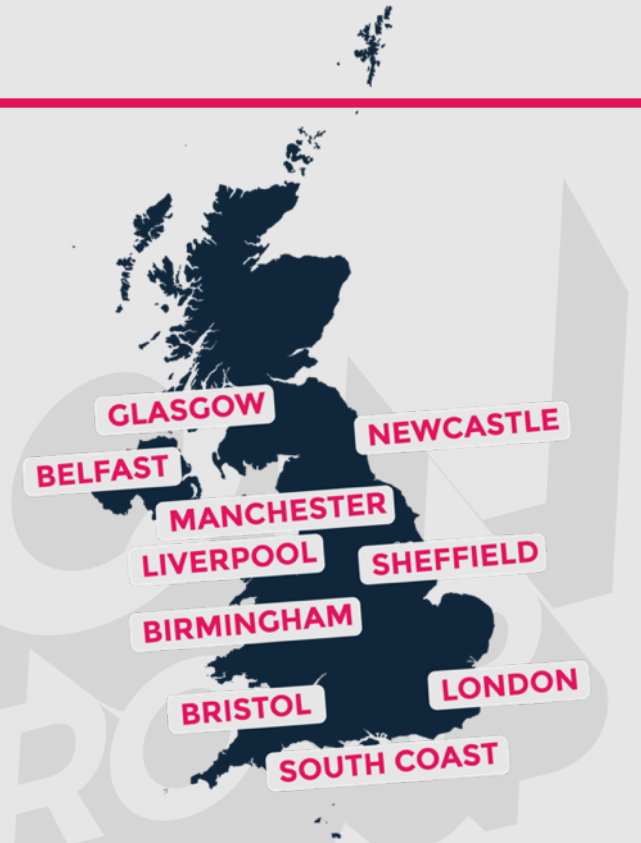 GLASGOW
NEWCASTLE
BELFAST
MANCHESTER
LIVERPOOL
SHEFFIELD
BIRMINGHAM
LONDON
BRISTOL
SOUTH COAST